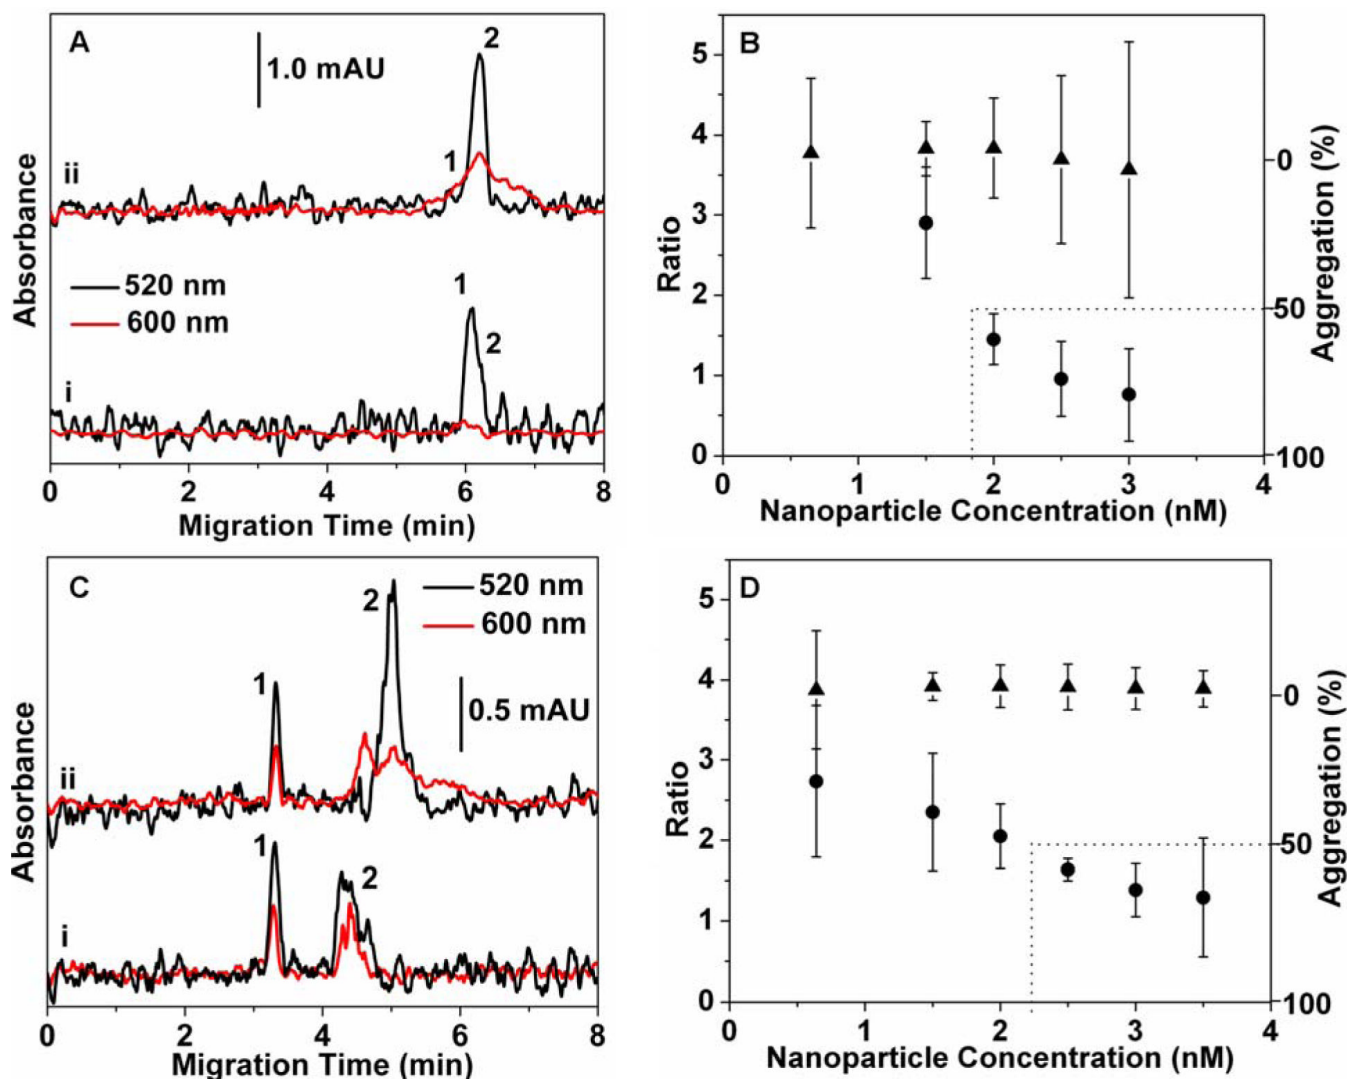 A
1.0 mAU
2
1
ii
520 nm
600 nm
1
2
i
Absorbance
0 2 4 6 8
Migration Time (min)
B
5
4
3
2
1
0
Ratio
0
50
100
Aggregation (%)
0 1 2 3 4
Nanoparticle Concentration (nM)
C
520 nm
600 nm
2
1
0.5 mAU
ii
1
2
i
Absorbance
0 2 4 6 8
Migration Time (min)
D
5
4
3
2
1
0
Ratio
0
50
100
Aggregation (%)
0 1 2 3 4
Nanoparticle Concentration (nM)